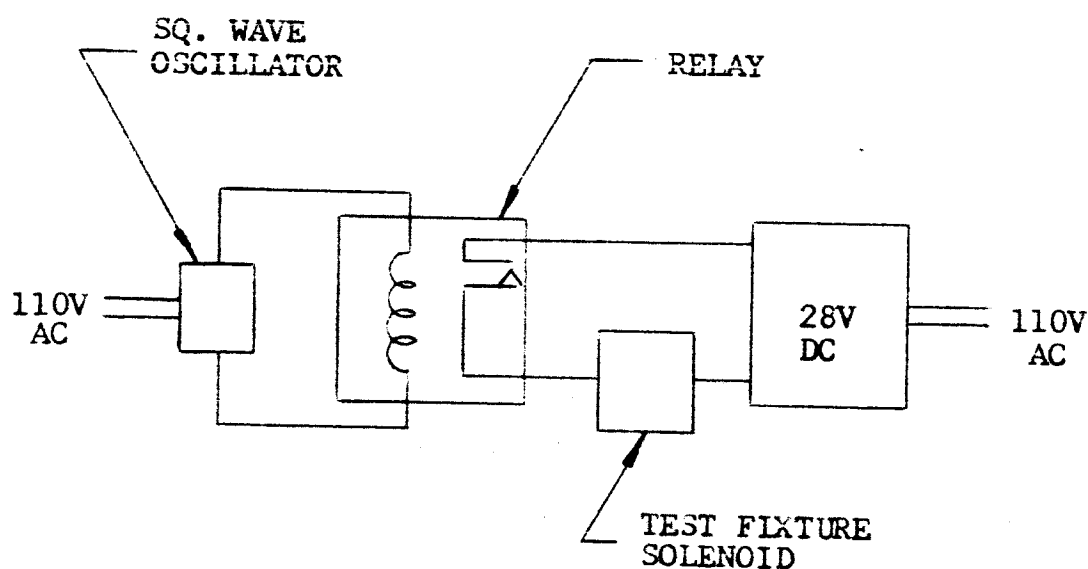 SQ. WAVE
OSCILLATOR
RELAY
110V
AC
28V
DC
110V
AC
TEST FIXTURE
SOLENOID